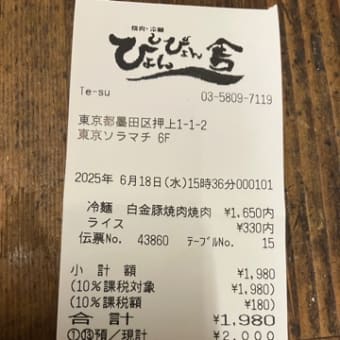 焼肉・冷麺
ぴょんぴょん舎
Te-su 03-5809-7119
東京都墨田区押上1-1-2
東京ソラマチ 6F
2025年 6月18日(水)15時36分000101
冷麺 白金豚焼肉焼肉 ¥1,650内
ライス ¥330内
伝票No. 43860 テーブルNo. 15
小計額 ¥1,980
(10%課税対象 ¥1,980)
(10%課税額 ¥180)
合計 ¥1,980
預/現計 ¥2,000